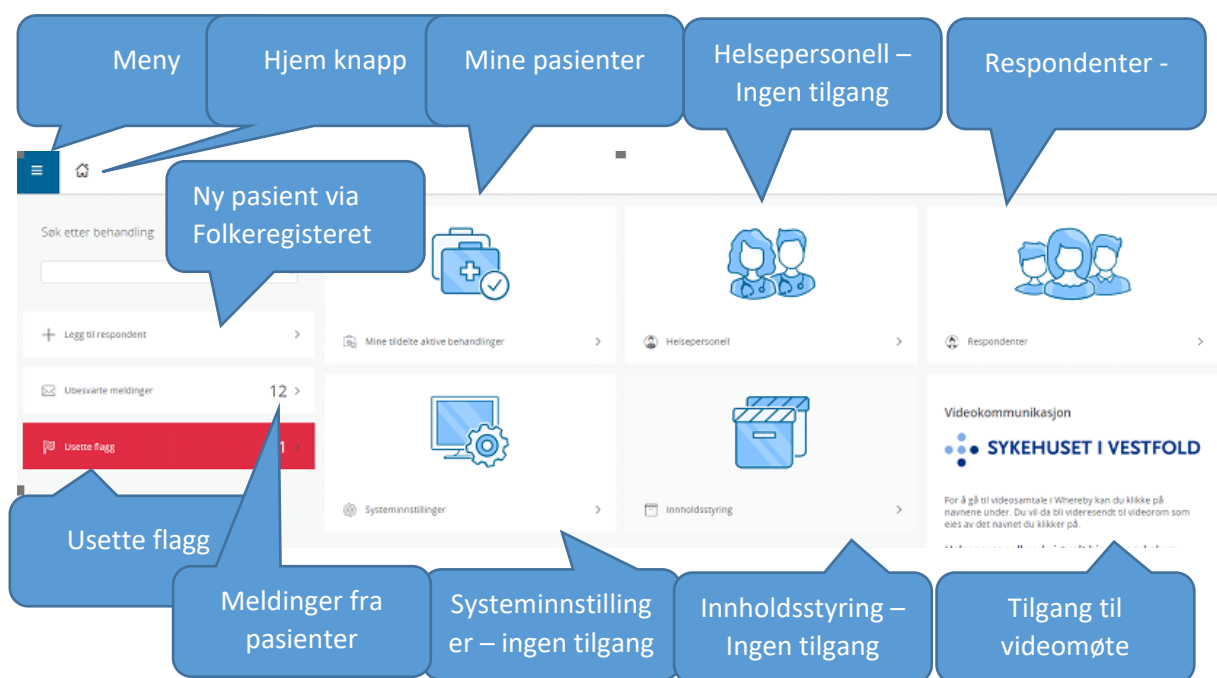 Meny
Hjem knapp
Mine pasienter
Helsepersonell –
Ingen tilgang
Respondenter -
Ny pasient via
Folkeregisteret
Søk etter behandling
Legg til respondent
Mine tildelte aktive behandlinger
Helsepersonell
Respondenter
Ubesvarte meldinger
12
Usette flagg
1
Videokommunikasjon
SYKEHUSET I VESTFOLD
For å gå til videosamtale i Whereby kan du klikke på
navnene under. Du vil da bli videresendt til videorom som
eies av det navnet du klikker på.
Systeminnstillinger
Innholdsstyring
Usette flagg
Meldinger fra
pasienter
Systeminnstilling
er – ingen tilgang
Innholdsstyring –
Ingen tilgang
Tilgang til
videomøte